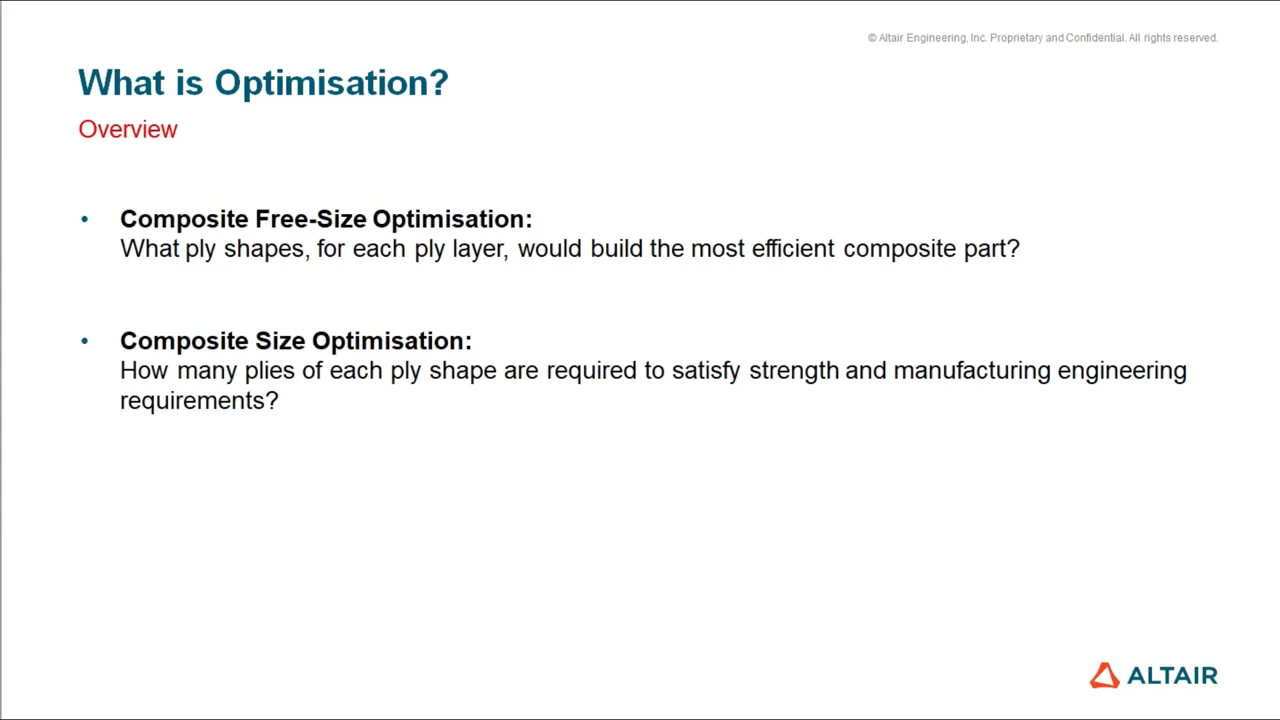 © Altair Engineering, Inc. Proprietary and Confidential. All rights reserved.
What is Optimisation?
Overview
• Composite Free-Size Optimisation:
What ply shapes, for each ply layer, would build the most efficient composite part?
• Composite Size Optimisation:
How many plies of each ply shape are required to satisfy strength and manufacturing engineering
requirements?
ALTAIR